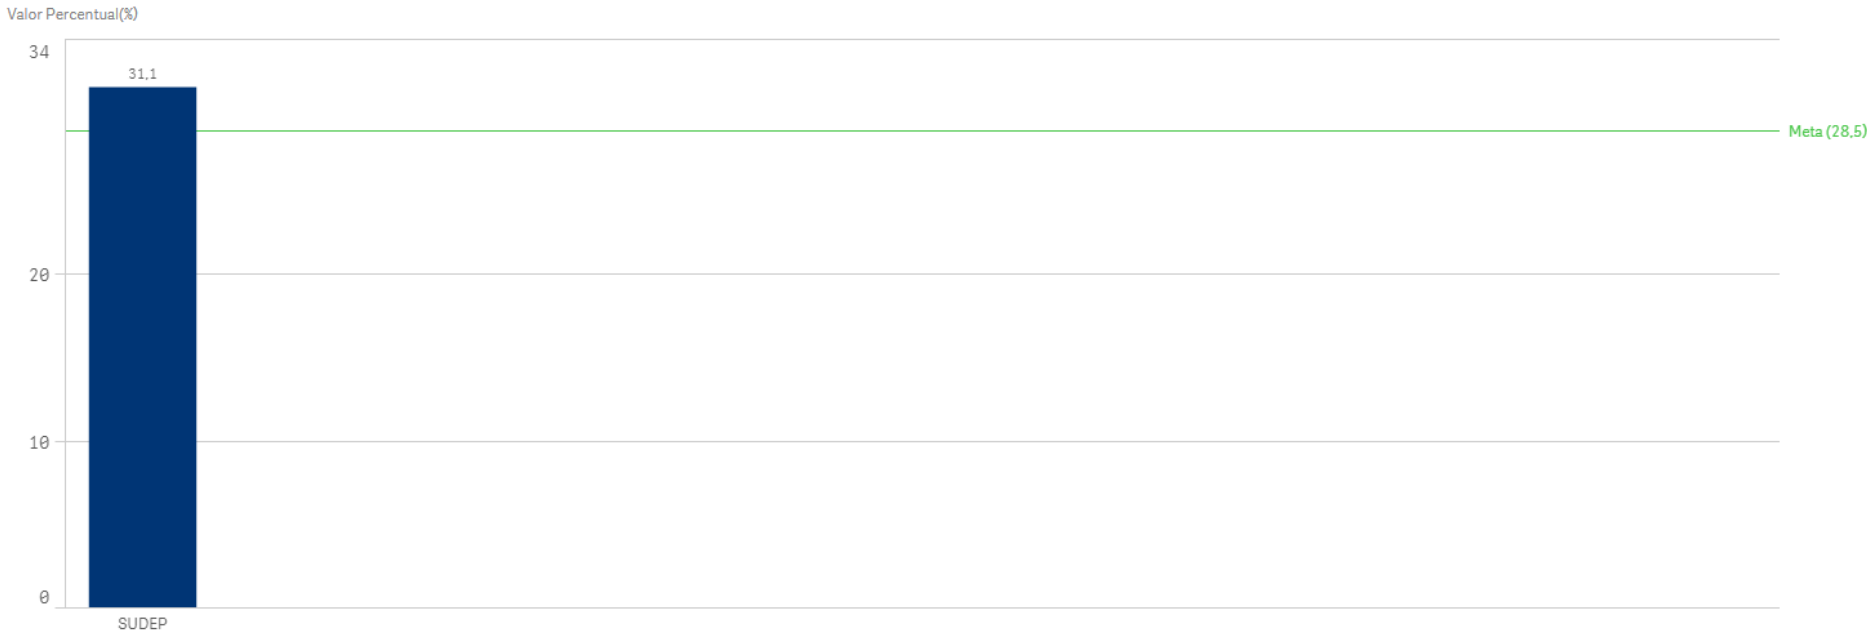 Valor Percentual(%)
34
31,1
Meta (28,5)
20
10
0
SUDEP